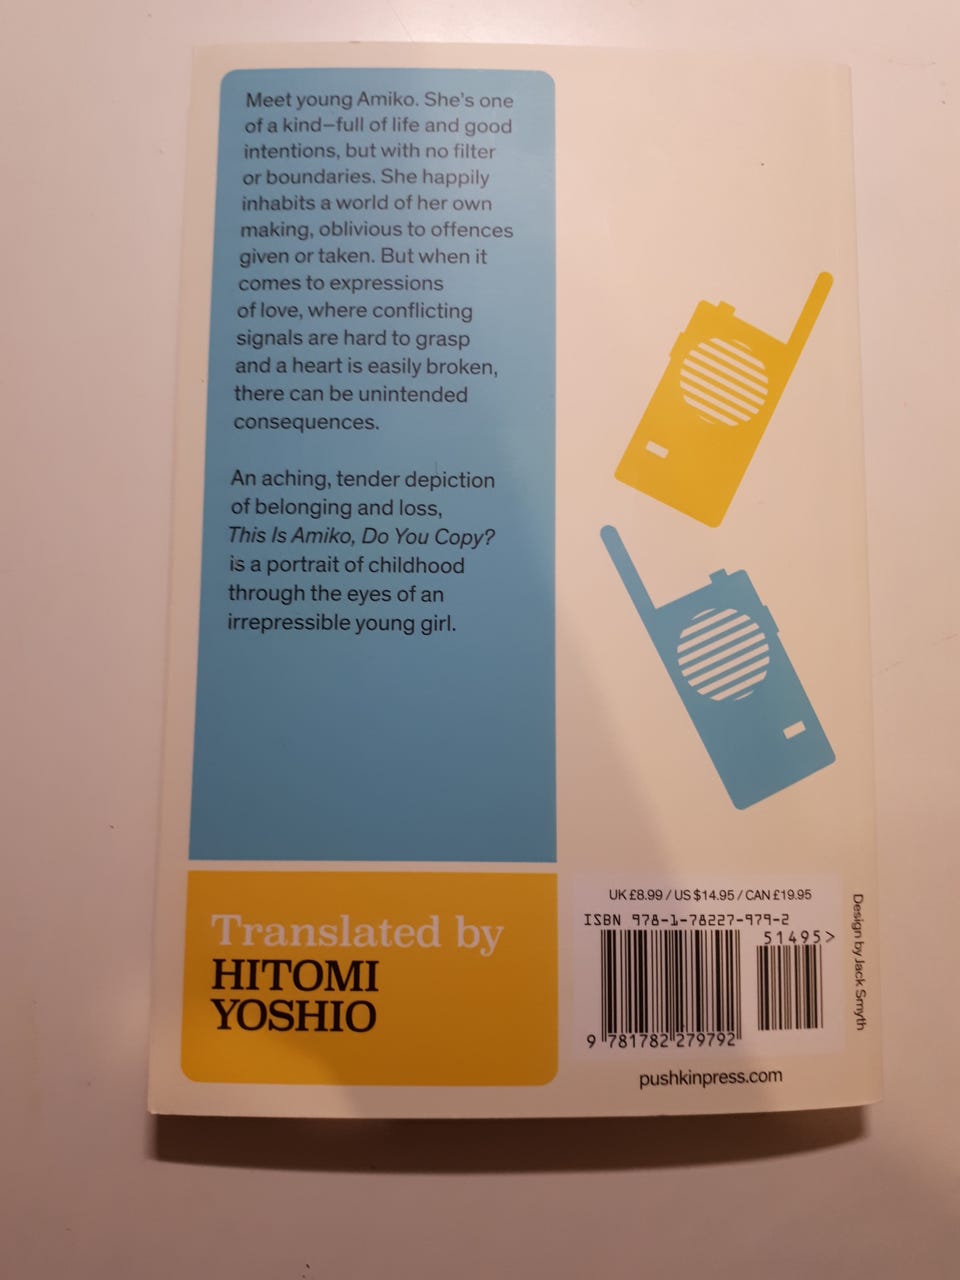 Meet young Amiko. She's one
of a kind–full of life and good
intentions, but with no filter
or boundaries. She happily
inhabits a world of her own
making, oblivious to offences
given or taken. But when it
comes to expressions
of love, where conflicting
signals are hard to grasp
and a heart is easily broken,
there can be unintended
consequences.
An aching, tender depiction
of belonging and loss,
This Is Amiko, Do You Copy?
is a portrait of childhood
through the eyes of an
irrepressible young girl.
Translated by
HITOMI
YOSHIO
UK £8.99 / US $14.95 / CAN £19.95
ISBN 978-1-78227-979-2
51495>
9 781782 279792
pushkinpress.com
Design by Jack Smyth